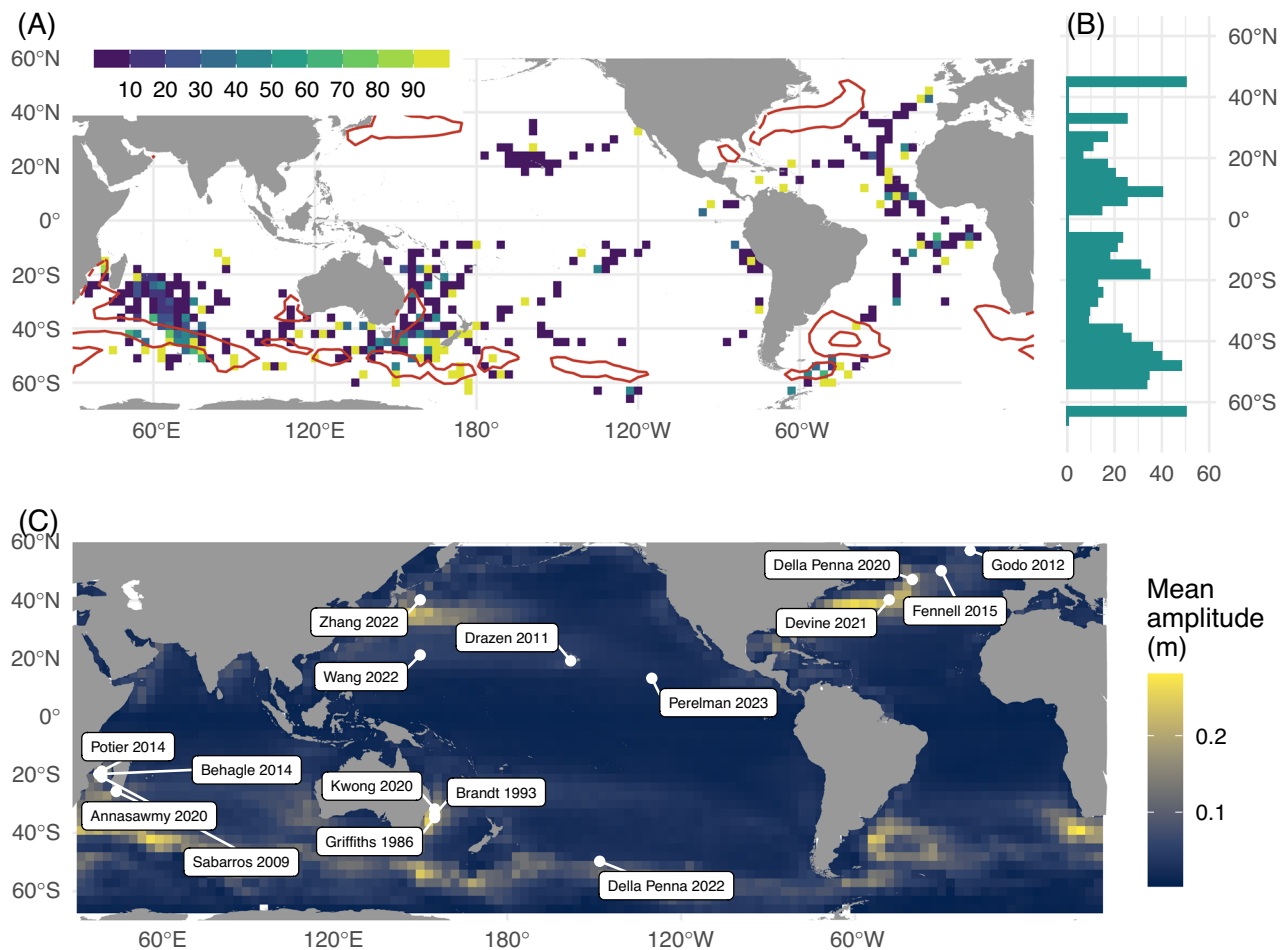 (A)
(B)
60°N
40°N
20°N
0°
20°S
40°S
60°S
10 20 30 40 50 60 70 80 90
60°E 120°E 180° 120°W 60°W
60°N
40°N
20°N
0°
20°S
40°S
60°S
0 20 40 60
(C)
60°N
40°N
20°N
0°
20°S
40°S
60°S
Della Penna 2020
Godo 2012
Zhang 2022
Devine 2021
Fennell 2015
Drazen 2011
Wang 2022
Perelman 2023
Potier 2014
Behagle 2014
Kwong 2020
Brandt 1993
Annasawmy 2020
Griffiths 1986
Sabarros 2009
Della Penna 2022
60°E 120°E 180° 120°W 60°W
Mean
amplitude
(m)
0.2
0.1